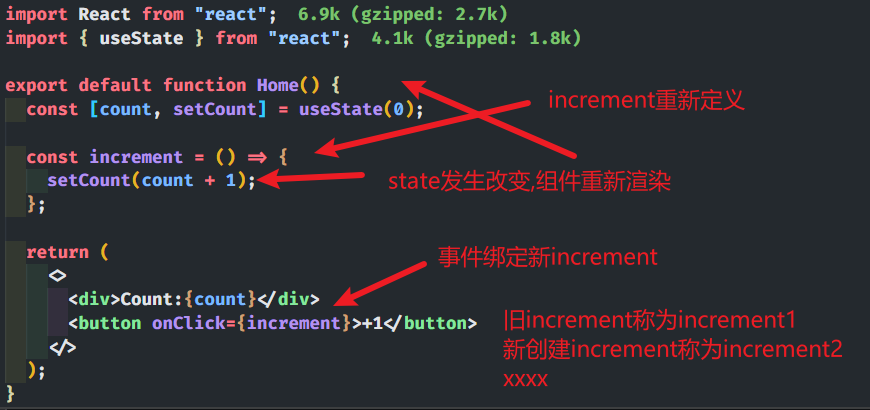 import React from "react";  6.9k (gzipped: 2.7k)
import { useState } from "react";  4.1k (gzipped: 1.8k)
export default function Home() {
const [count, setCount] = useState(0);
increment重新定义
const increment = () => {
setCount(count + 1);
state发生改变,组件重新渲染
};
return (
事件绑定新increment
<>
<div>Count:{count}</div>
<button onClick={increment}>+1</button>
旧increment称为increment1
新创建increment称为increment2
xxxx
</>
);
}